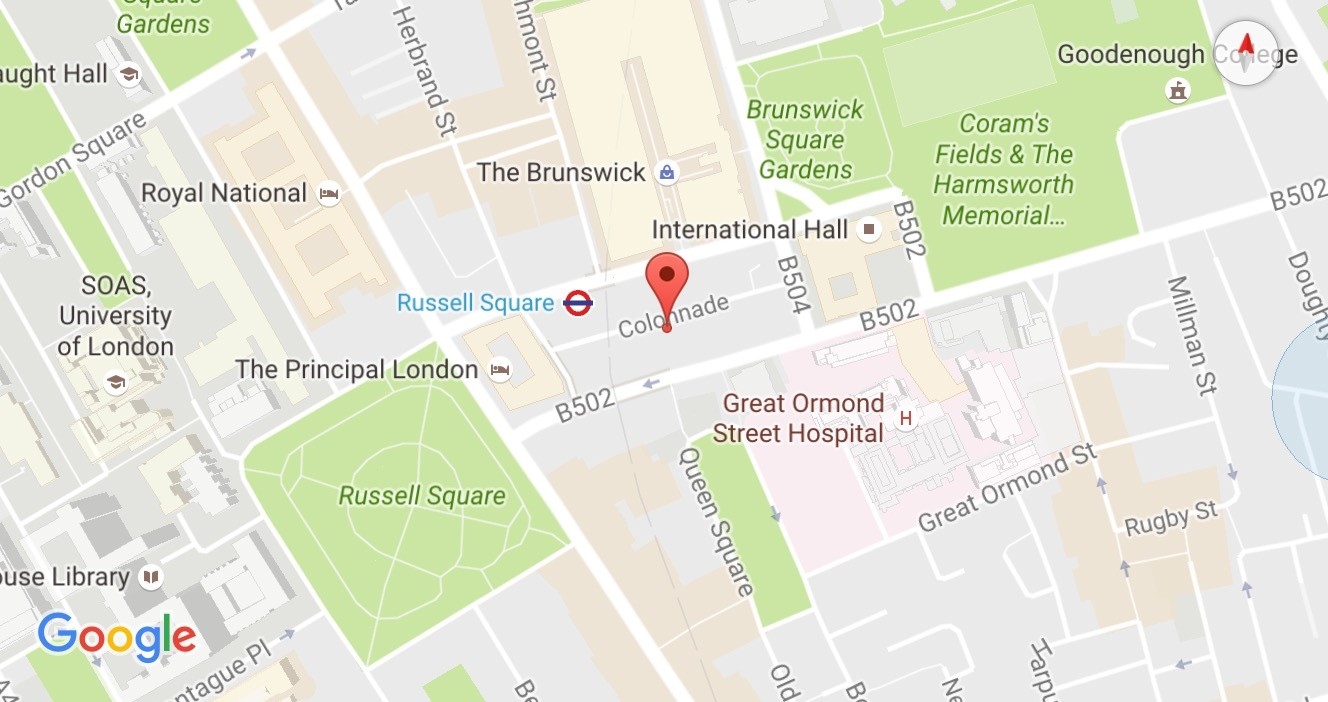 Square
Gardens
Herbrand St
aught Hall
Gordon Square
Royal National
The Brunswick
Brunswick
Square
Gardens
Goodenough College
Coram's
Fields & The
Harmsworth
Memorial...
International Hall
B502
B502
B504
SOAS,
University
of London
Russell Square
Colonnade
B502
Millman St
Doughty
The Principal London
B502
Great Ormond
Street Hospital
Russell Square
Queen Square
Great Ormond St
Rugby St
ouse Library
Google
ntague Pl
Old